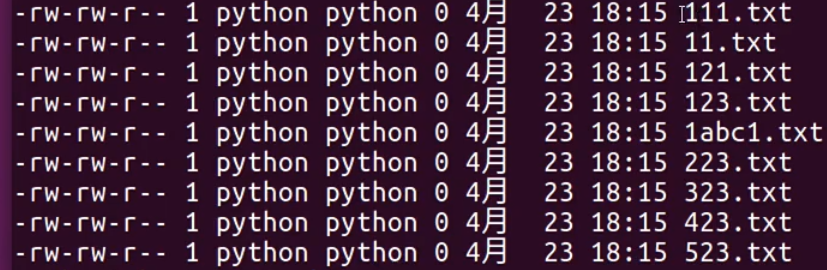 -rw-rw-r-- 1 python python 0 4月  23 18:15 111.txt
-rw-rw-r-- 1 python python 0 4月  23 18:15 11.txt
-rw-rw-r-- 1 python python 0 4月  23 18:15 121.txt
-rw-rw-r-- 1 python python 0 4月  23 18:15 123.txt
-rw-rw-r-- 1 python python 0 4月  23 18:15 1abc1.txt
-rw-rw-r-- 1 python python 0 4月  23 18:15 223.txt
-rw-rw-r-- 1 python python 0 4月  23 18:15 323.txt
-rw-rw-r-- 1 python python 0 4月  23 18:15 423.txt
-rw-rw-r-- 1 python python 0 4月  23 18:15 523.txt